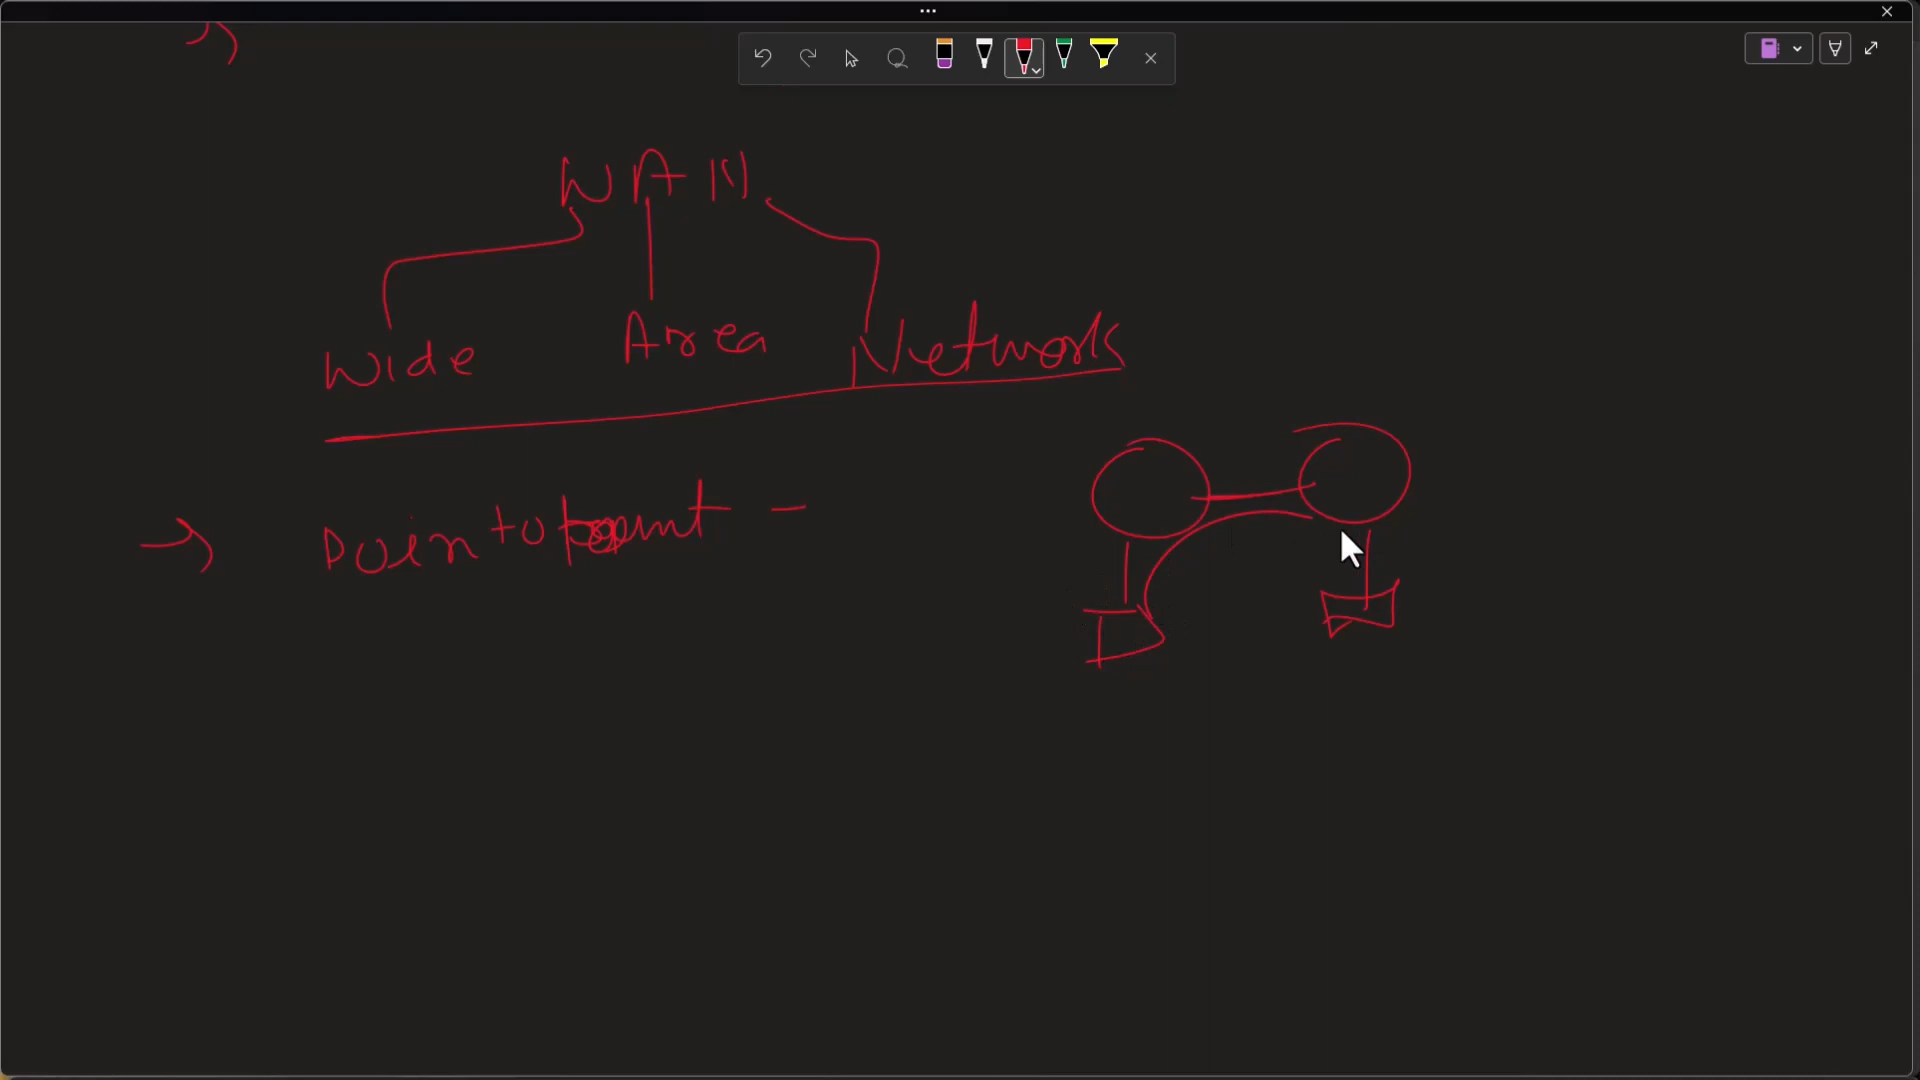 WAN
Wide Area Network
→ Point to point -